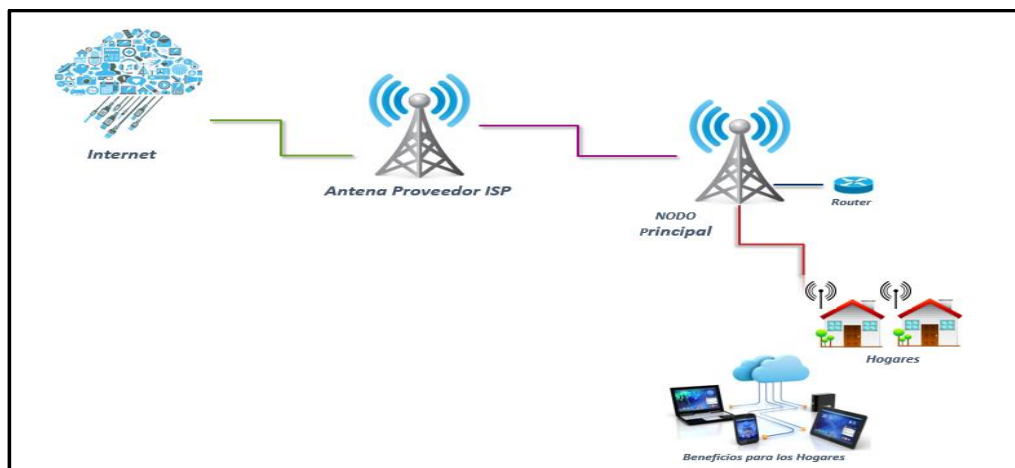 Internet
Antena Proveedor ISP
NODO
Principal
Router
Hogares
Beneficios para los Hogares